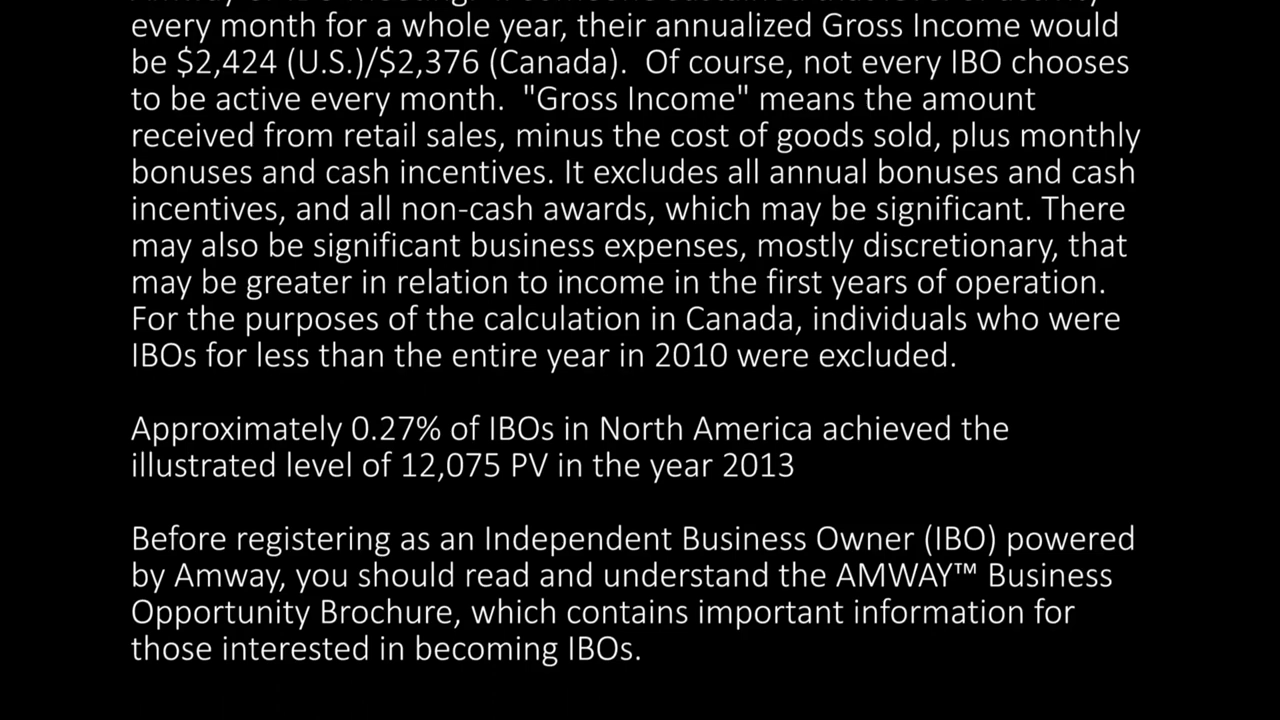 every month for a whole year, their annualized Gross Income would
be $2,424 (U.S.)/$2,376 (Canada).  Of course, not every IBO chooses
to be active every month.  "Gross Income" means the amount
received from retail sales, minus the cost of goods sold, plus monthly
bonuses and cash incentives. It excludes all annual bonuses and cash
incentives, and all non-cash awards, which may be significant. There
may also be significant business expenses, mostly discretionary, that
may be greater in relation to income in the first years of operation.
For the purposes of the calculation in Canada, individuals who were
IBOs for less than the entire year in 2010 were excluded.
Approximately 0.27% of IBOs in North America achieved the
illustrated level of 12,075 PV in the year 2013
Before registering as an Independent Business Owner (IBO) powered
by Amway, you should read and understand the AMWAY™ Business
Opportunity Brochure, which contains important information for
those interested in becoming IBOs.